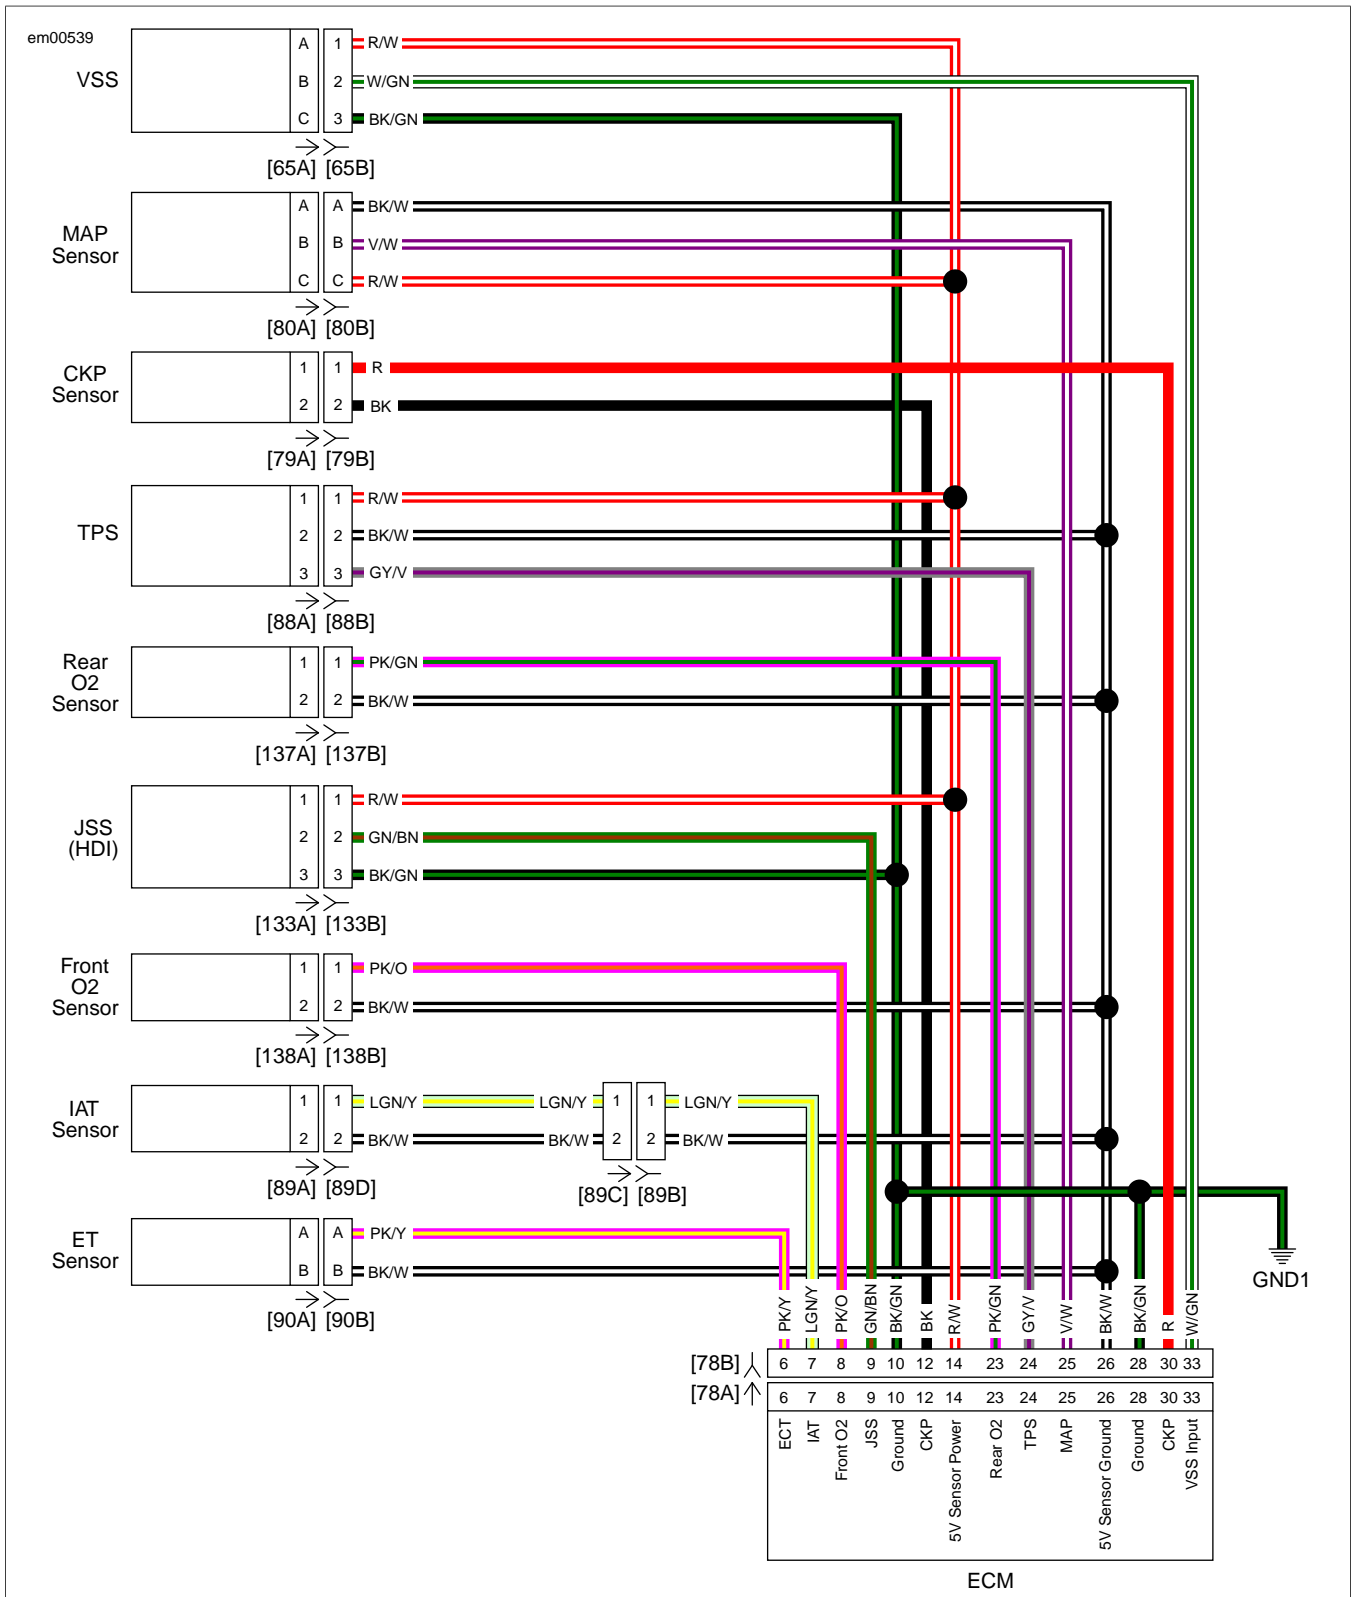 em00539
VSS
A 1 R/W
B 2 W/GN
C 3 BK/GN
[65A] [65B]
MAP
Sensor
A A BK/W
B B V/W
C C R/W
[80A] [80B]
CKP
Sensor
1 1 R
2 2 BK
[79A] [79B]
TPS
1 1 R/W
2 2 BK/W
3 3 GY/V
[88A] [88B]
Rear
O2
Sensor
1 1 PK/GN
2 2 BK/W
[137A] [137B]
JSS
(HDI)
1 1 R/W
2 2 GN/BN
3 3 BK/GN
[133A] [133B]
Front
O2
Sensor
1 1 PK/O
2 2 BK/W
[138A] [138B]
IAT
Sensor
1 1 LGN/Y LGN/Y 1 1 LGN/Y
2 2 BK/W BK/W 2 2 BK/W
[89A] [89D]
[89C] [89B]
ET
Sensor
A A PK/Y
B B BK/W
[90A] [90B]
GND1
PK/Y LGN/Y PK/O GN/BN BK/GN BK R/W PK/GN GY/V V/W BK/W BK/GN R W/GN
[78B] 6 7 8 9 10 12 14 23 24 25 26 28 30 33
[78A] 6 7 8 9 10 12 14 23 24 25 26 28 30 33
ECT
IAT
Front O2
JSS
Ground
CKP
5V Sensor Power
Rear O2
TPS
MAP
5V Sensor Ground
Ground
CKP
VSS Input
ECM